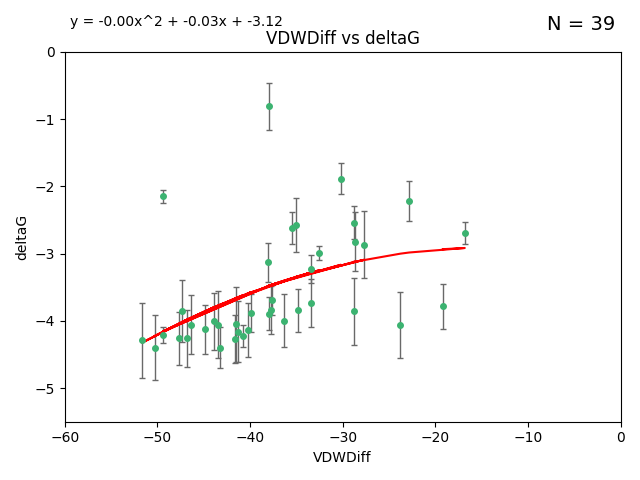 y = -0.00x^2 + -0.03x + -3.12
N = 39
VDWDiff vs deltaG
0
−1
−2
−3
−4
−5
deltaG
−60
−50
−40
−30
−20
−10
0
VDWDiff